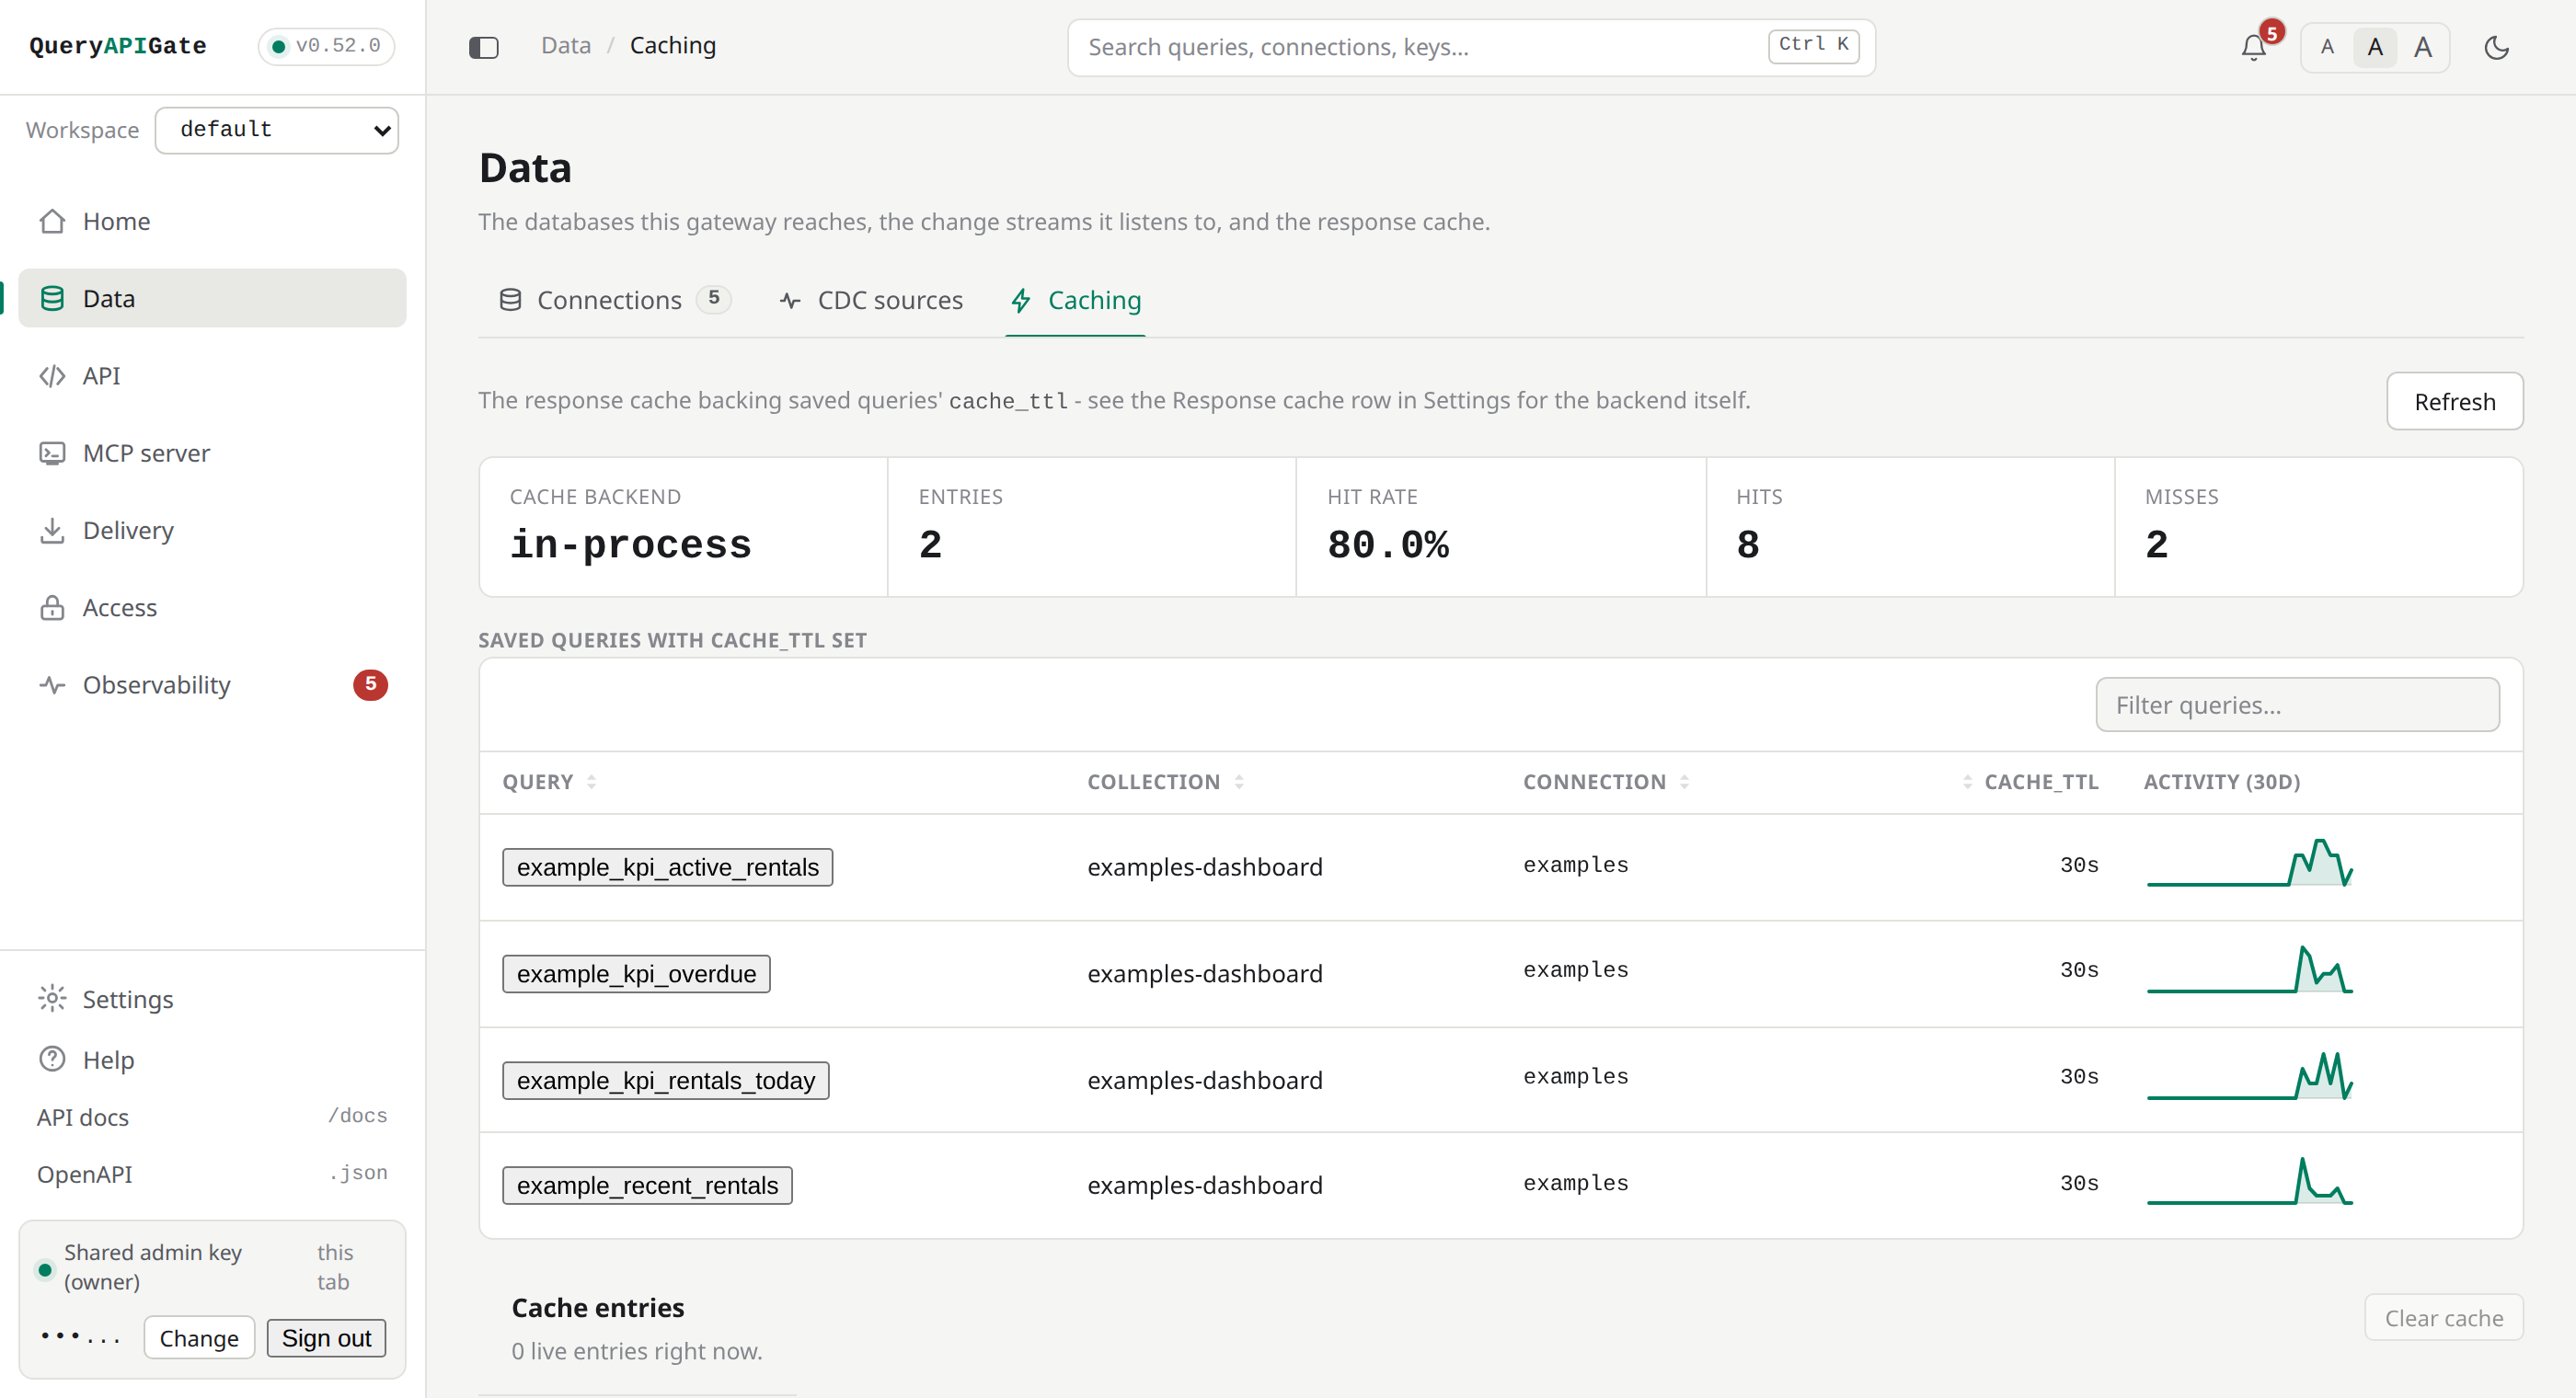 QueryAPIGate
v0.52.0
Data / Caching
Search queries, connections, keys...
Ctrl K
5
A A A
Workspace
default
Home
Data
API
MCP server
Delivery
Access
Observability
5
Settings
Help
API docs
/docs
OpenAPI
.json
Shared admin key (owner)
this tab
•••...
Change
Sign out
Data
The databases this gateway reaches, the change streams it listens to, and the response cache.
Connections 5
CDC sources
Caching
The response cache backing saved queries' cache_ttl - see the Response cache row in Settings for the backend itself.
Refresh
CACHE BACKEND
in-process
ENTRIES
2
HIT RATE
80.0%
HITS
8
MISSES
2
SAVED QUERIES WITH CACHE_TTL SET
Filter queries...
QUERY COLLECTION CONNECTION CACHE_TTL ACTIVITY (30D)
example_kpi_active_rentals examples-dashboard examples 30s
example_kpi_overdue examples-dashboard examples 30s
example_kpi_rentals_today examples-dashboard examples 30s
example_recent_rentals examples-dashboard examples 30s
Cache entries
0 live entries right now.
Clear cache